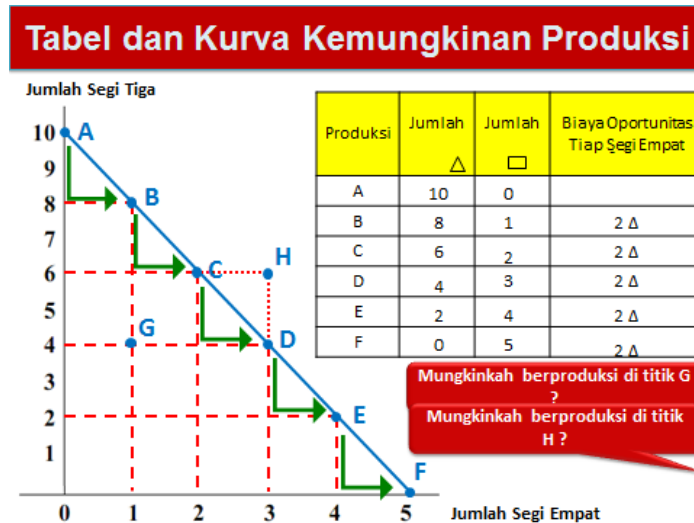 Tabel dan Kurva Kemungkinan Produksi
Jumlah Segi Tiga
10
9
8
7
6
5
4
3
2
1
0 1 2 3 4 5
Jumlah Segi Empat
A
B
C
D
E
F
G
H
Produksi Jumlah △ Jumlah ▭ Biaya Oportunitas
Tiap Segi Empat
A 10 0
B 8 1 2 Δ
C 6 2 2 Δ
D 4 3 2 Δ
E 2 4 2 Δ
F 0 5 2 Δ
Mungkinkah berproduksi di titik G
?
Mungkinkah berproduksi di titik
H ?